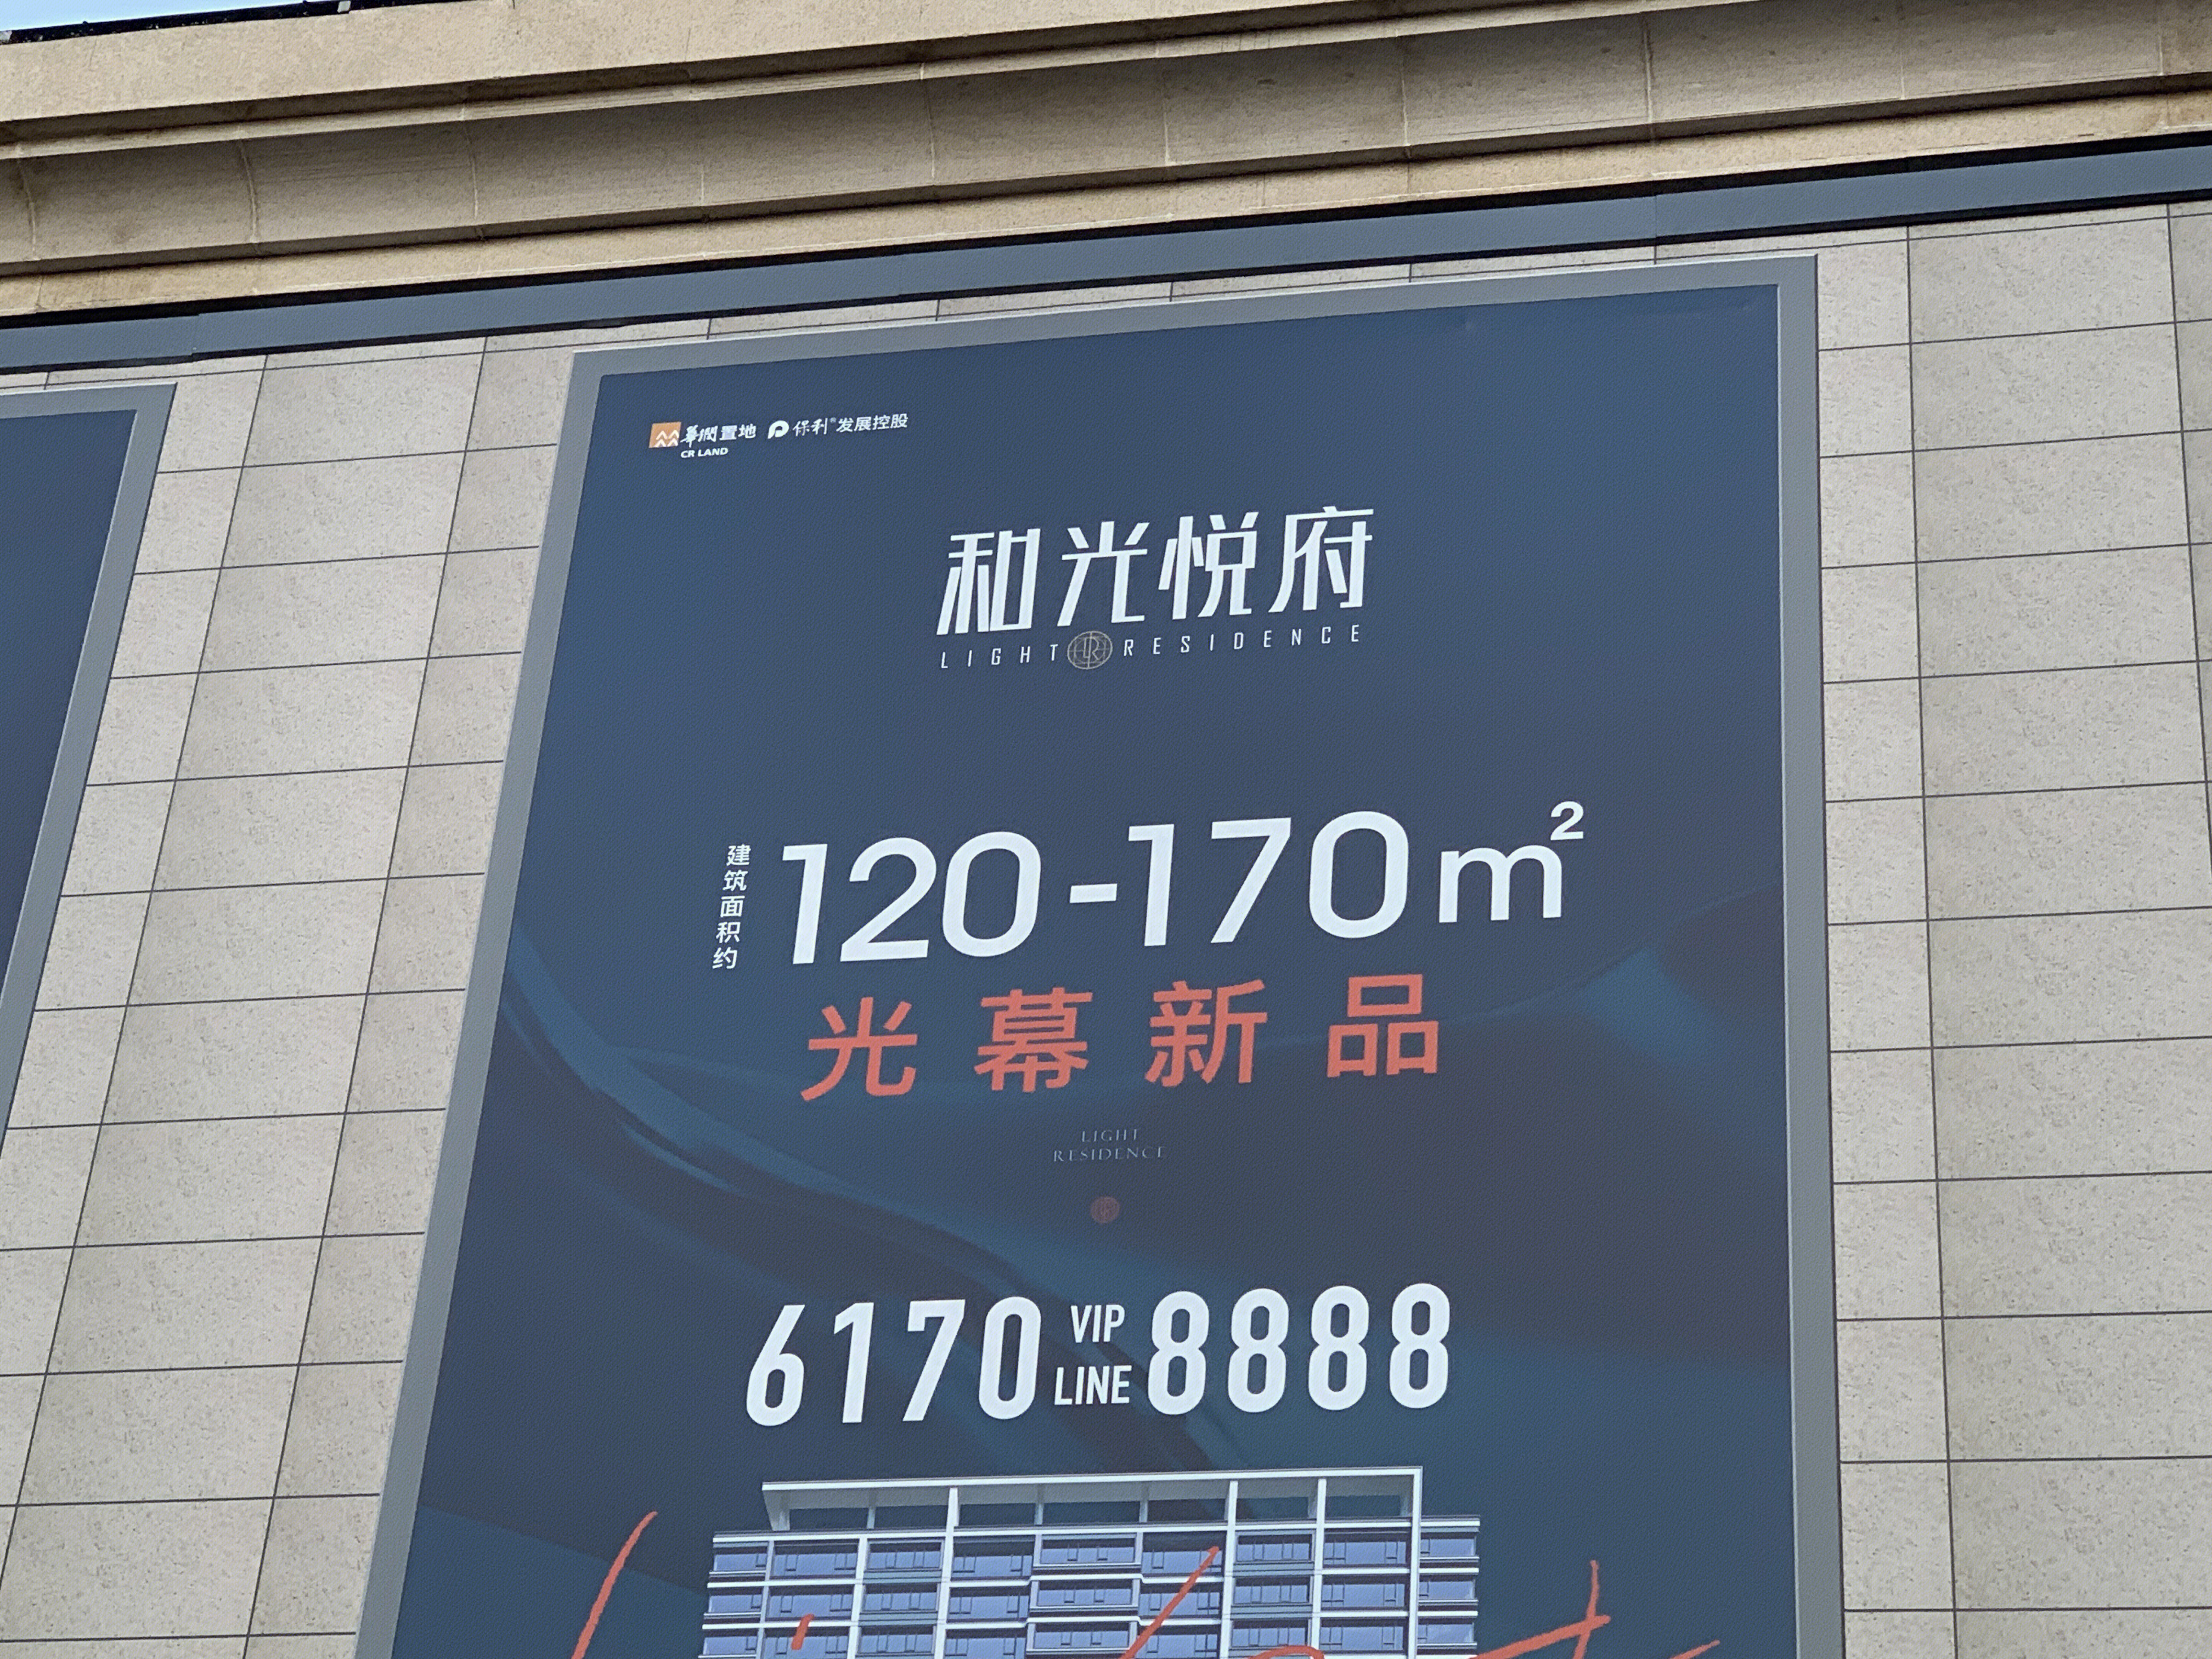 華潤置地 保利®发展控股
CR LAND
和光悦府
LIGHT RESIDENCE
建筑面积约
120-170m²
光幕新品
LIGHT
RESIDENCE
6170 VIP LINE 8888